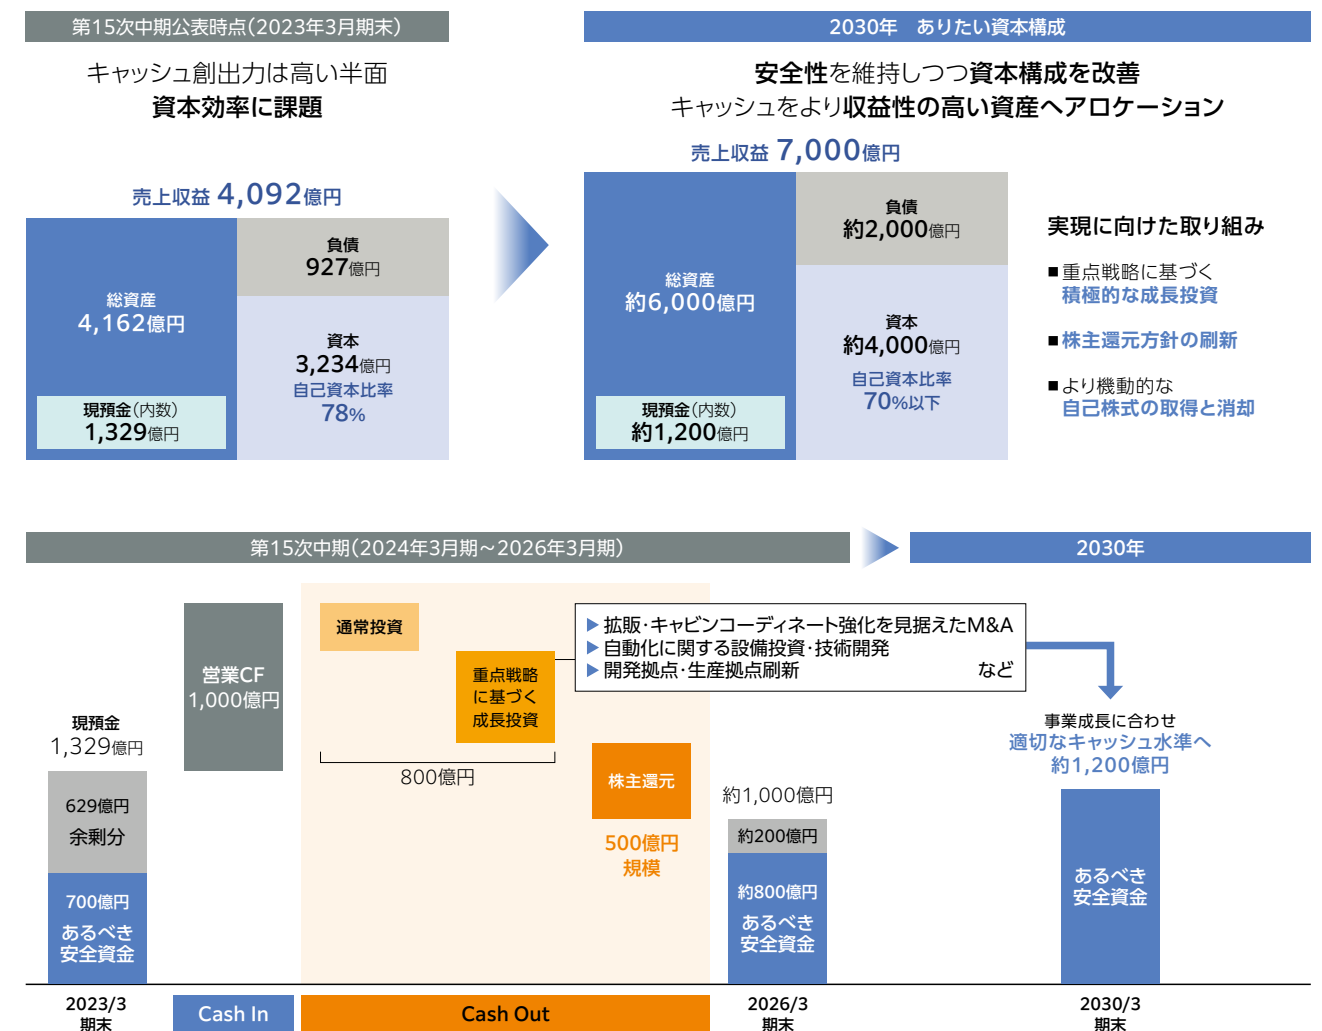 第15次中期公表時点(2023年3月期末)
キャッシュ創出力は高い半面
資本効率に課題
売上収益 4,092億円
総資産
4,162億円
現預金(内数)
1,329億円
負債
927億円
資本
3,234億円
自己資本比率
78%
2030年 ありたい資本構成
安全性を維持しつつ資本構成を改善
キャッシュをより収益性の高い資産へアロケーション
売上収益 7,000億円
総資産
約6,000億円
現預金(内数)
約1,200億円
負債
約2,000億円
資本
約4,000億円
自己資本比率
70%以下
実現に向けた取り組み
■重点戦略に基づく
積極的な成長投資
■株主還元方針の刷新
■より機動的な
自己株式の取得と消却
第15次中期(2024年3月期～2026年3月期)
2030年
現預金
1,329億円
629億円
余剰分
700億円
あるべき
安全資金
2023/3
期末
営業CF
1,000億円
Cash In
通常投資
重点戦略
に基づく
成長投資
800億円
▶拡販・キャビンコーディネート強化を見据えたM&A
▶自動化に関する設備投資・技術開発
▶開発拠点・生産拠点刷新 など
株主還元
500億円
規模
Cash Out
約1,000億円
約200億円
約800億円
あるべき
安全資金
2026/3
期末
事業成長に合わせ
適切なキャッシュ水準へ
約1,200億円
あるべき
安全資金
2030/3
期末